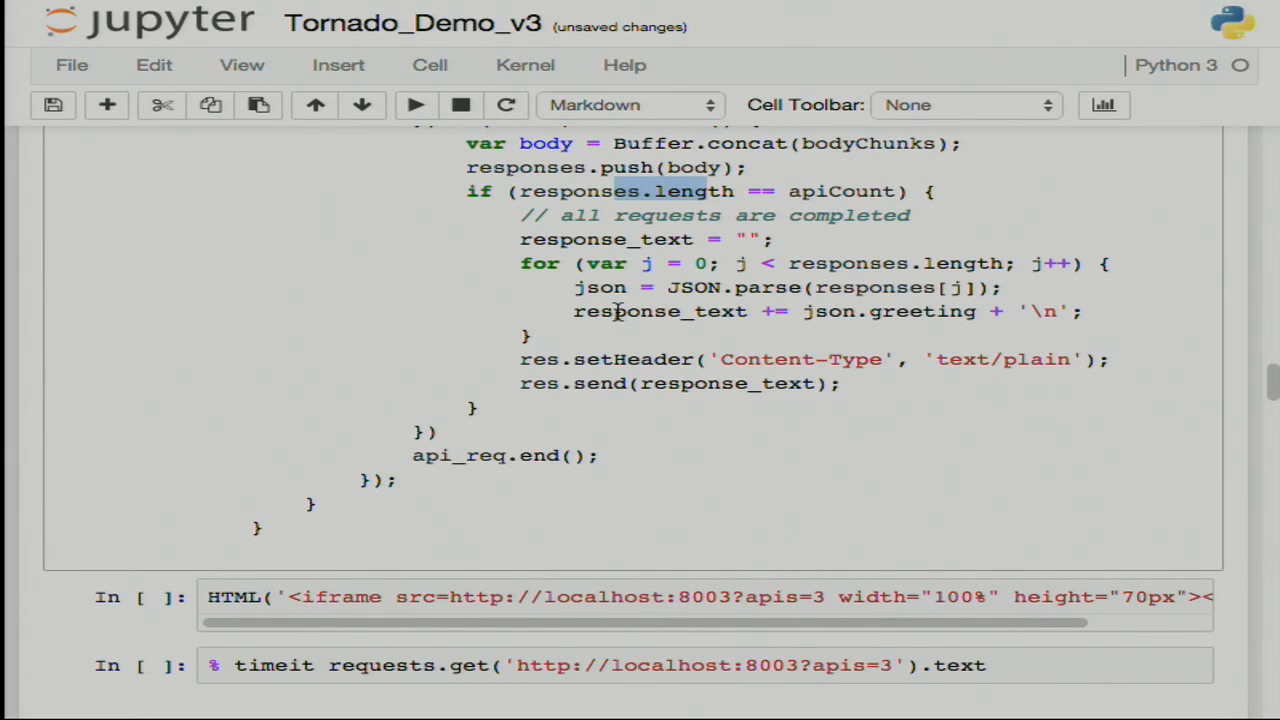 jupyter Tornado_Demo_v3 (unsaved changes)
File Edit View Insert Cell Kernel Help Python 3
Markdown Cell Toolbar: None
var body = Buffer.concat(bodyChunks);
responses.push(body);
if (responses.length == apiCount) {
// all requests are completed
response_text = "";
for (var j = 0; j < responses.length; j++) {
json = JSON.parse(responses[j]);
response_text += json.greeting + '\n';
}
res.setHeader('Content-Type', 'text/plain');
res.send(response_text);
}
})
api_req.end();
});
}
}
In [ ]: HTML('<iframe src=http://localhost:8003?apis=3 width="100%" height="70px"><
In [ ]: % timeit requests.get('http://localhost:8003?apis=3').text